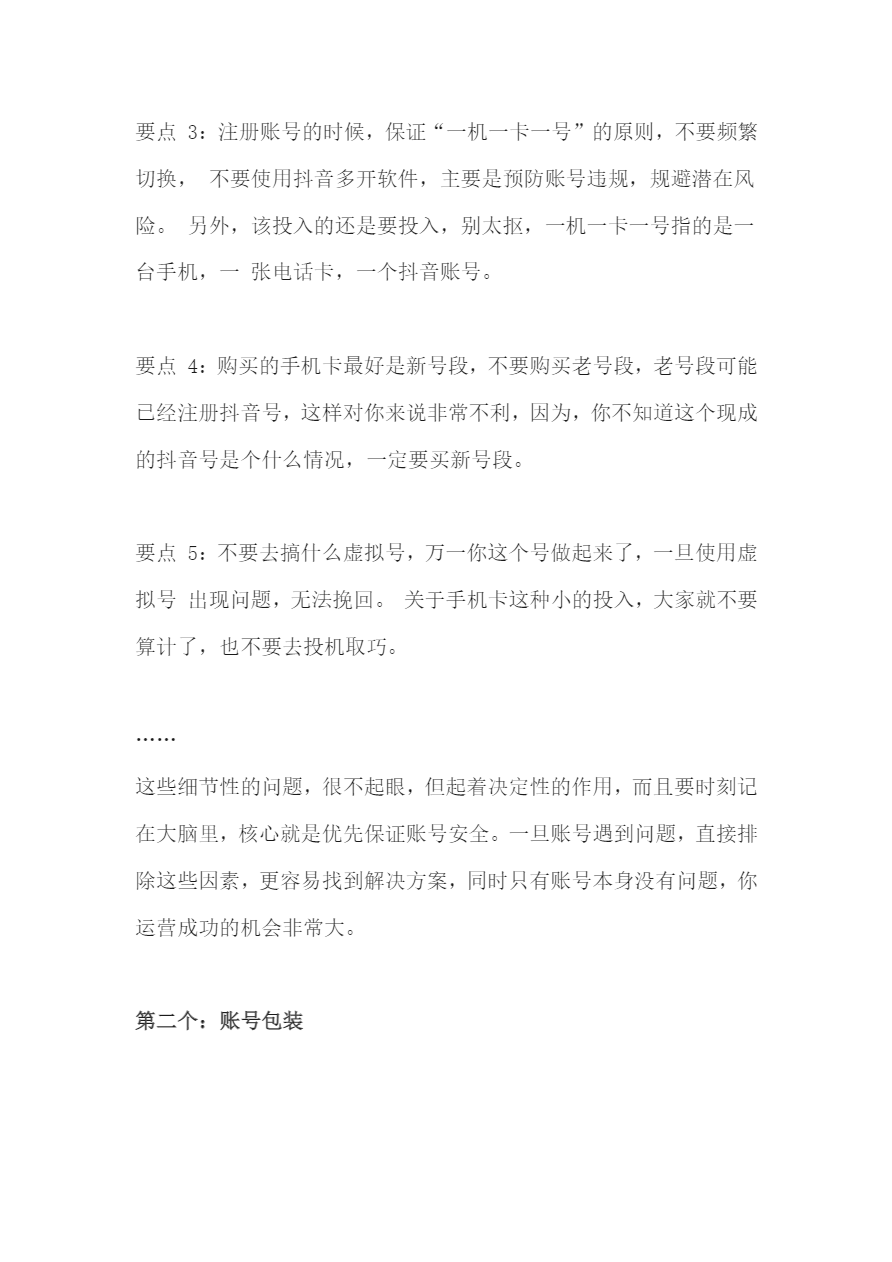 要点 3：注册账号的时候，保证“一机一卡一号”的原则，不要频繁
切换， 不要使用抖音多开软件，主要是预防账号违规，规避潜在风
险。 另外，该投入的还是要投入，别太抠，一机一卡一号指的是一
台手机，一 张电话卡，一个抖音账号。
要点 4：购买的手机卡最好是新号段，不要购买老号段，老号段可能
已经注册抖音号，这样对你来说非常不利，因为，你不知道这个现成
的抖音号是个什么情况，一定要买新号段。
要点 5：不要去搞什么虚拟号，万一你这个号做起来了，一旦使用虚
拟号 出现问题，无法挽回。 关于手机卡这种小的投入，大家就不要
算计了，也不要去投机取巧。
……
这些细节性的问题，很不起眼，但起着决定性的作用，而且要时刻记
在大脑里，核心就是优先保证账号安全。一旦账号遇到问题，直接排
除这些因素，更容易找到解决方案，同时只有账号本身没有问题，你
运营成功的机会非常大。
第二个：账号包装